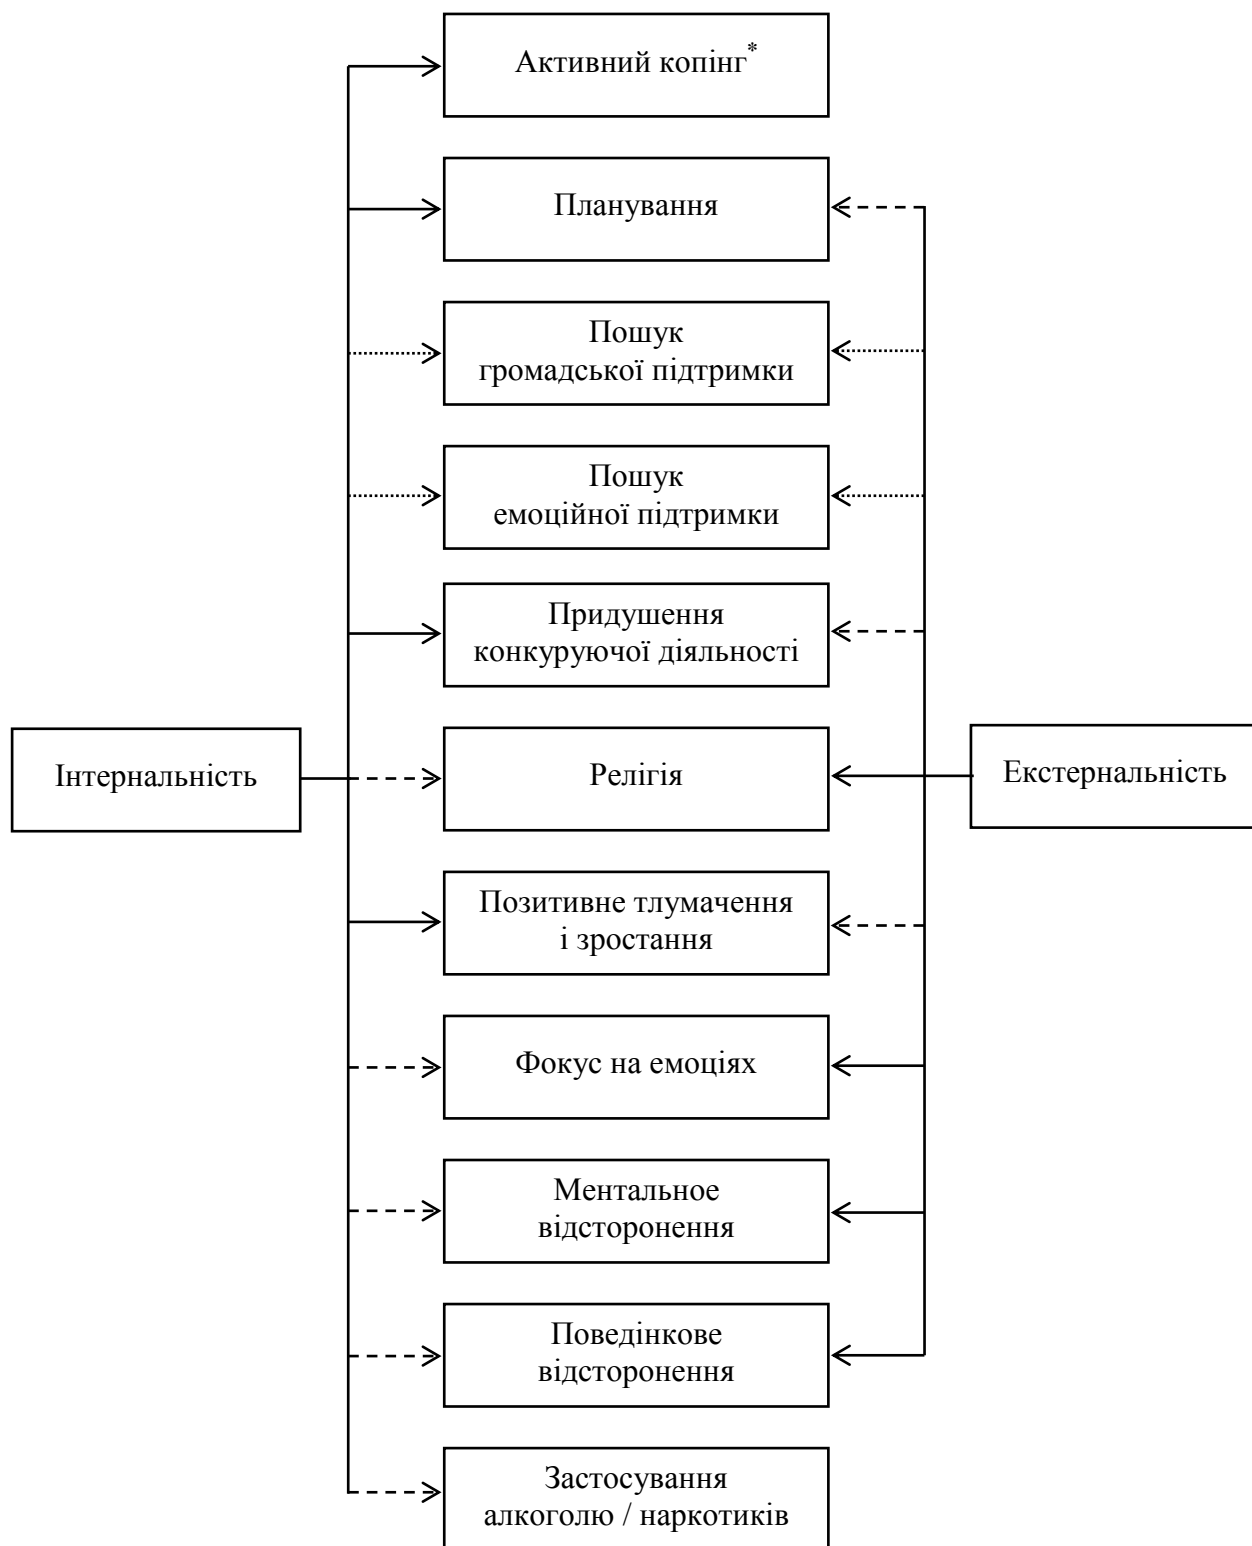 Активний копінг*
Планування
Пошук
громадської підтримки
Пошук
емоційної підтримки
Придушення
конкуруючої діяльності
Інтернальність
Релігія
Екстернальність
Позитивне тлумачення
і зростання
Фокус на емоціях
Ментальное
відсторонення
Поведінкове
відсторонення
Застосування
алкоголю / наркотиків